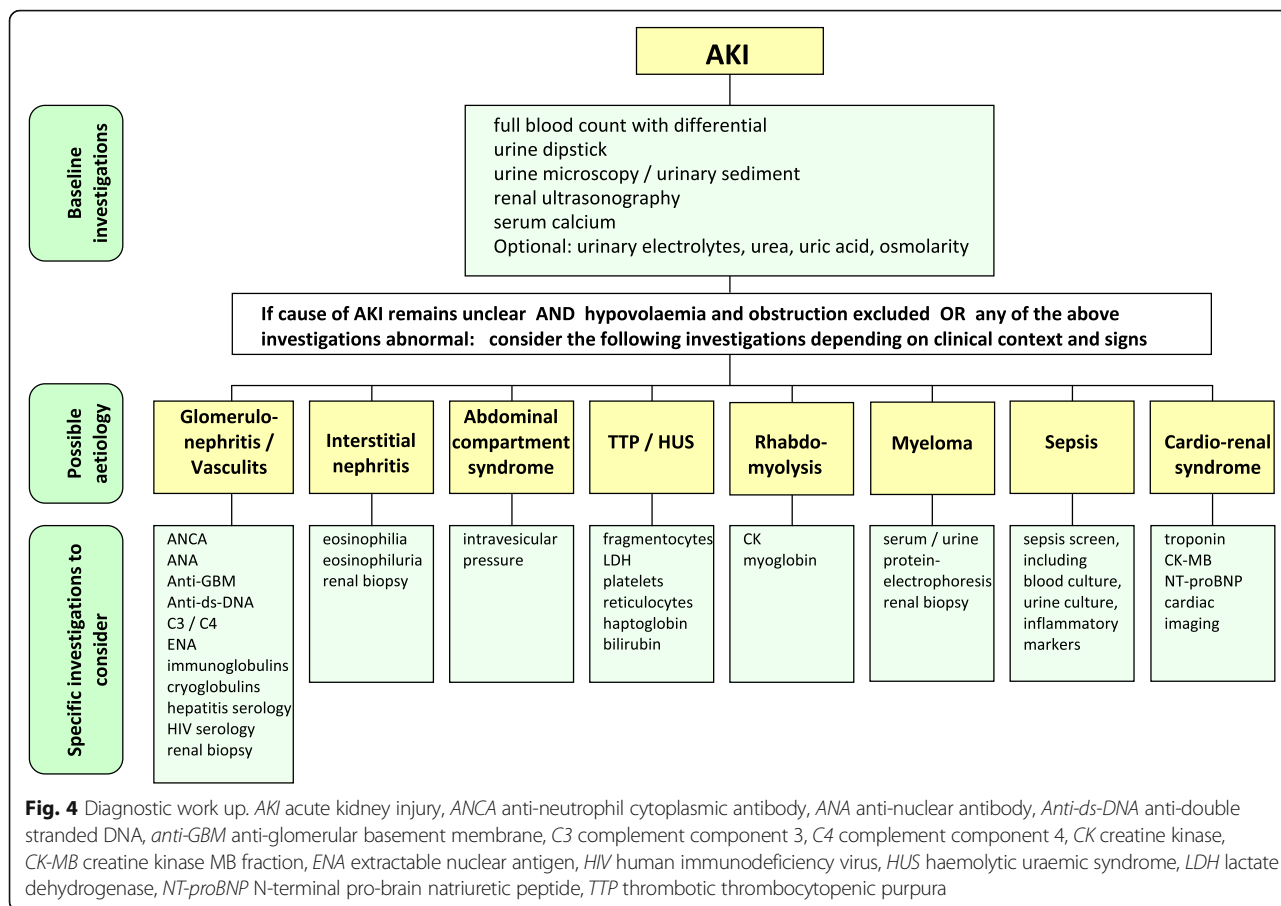 AKI
Baseline
investigations
full blood count with differential
urine dipstick
urine microscopy / urinary sediment
renal ultrasonography
serum calcium
Optional: urinary electrolytes, urea, uric acid, osmolarity
If cause of AKI remains unclear AND hypovolaemia and obstruction excluded OR any of the above
investigations abnormal: consider the following investigations depending on clinical context and signs
Possible
aetiology
Glomerulo-
nephritis /
Vasculits
Interstitial
nephritis
Abdominal
compartment
syndrome
TTP / HUS
Rhabdo-
myolysis
Myeloma
Sepsis
Cardio-renal
syndrome
Specific investigations to
consider
ANCA
ANA
Anti-GBM
Anti-ds-DNA
C3 / C4
ENA
immunoglobulins
cryoglobulins
hepatitis serology
HIV serology
renal biopsy
eosinophilia
eosinophiluria
renal biopsy
intravesicular
pressure
fragmentocytes
LDH
platelets
reticulocytes
haptoglobin
bilirubin
CK
myoglobin
serum / urine
protein-
electrophoresis
renal biopsy
sepsis screen,
including
blood culture,
urine culture,
inflammatory
markers
troponin
CK-MB
NT-proBNP
cardiac
imaging
Fig. 4 Diagnostic work up. AKI acute kidney injury, ANCA anti-neutrophil cytoplasmic antibody, ANA anti-nuclear antibody, Anti-ds-DNA anti-double
stranded DNA, anti-GBM anti-glomerular basement membrane, C3 complement component 3, C4 complement component 4, CK creatine kinase,
CK-MB creatine kinase MB fraction, ENA extractable nuclear antigen, HIV human immunodeficiency virus, HUS haemolytic uraemic syndrome, LDH lactate
dehydrogenase, NT-proBNP N-terminal pro-brain natriuretic peptide, TTP thrombotic thrombocytopenic purpura